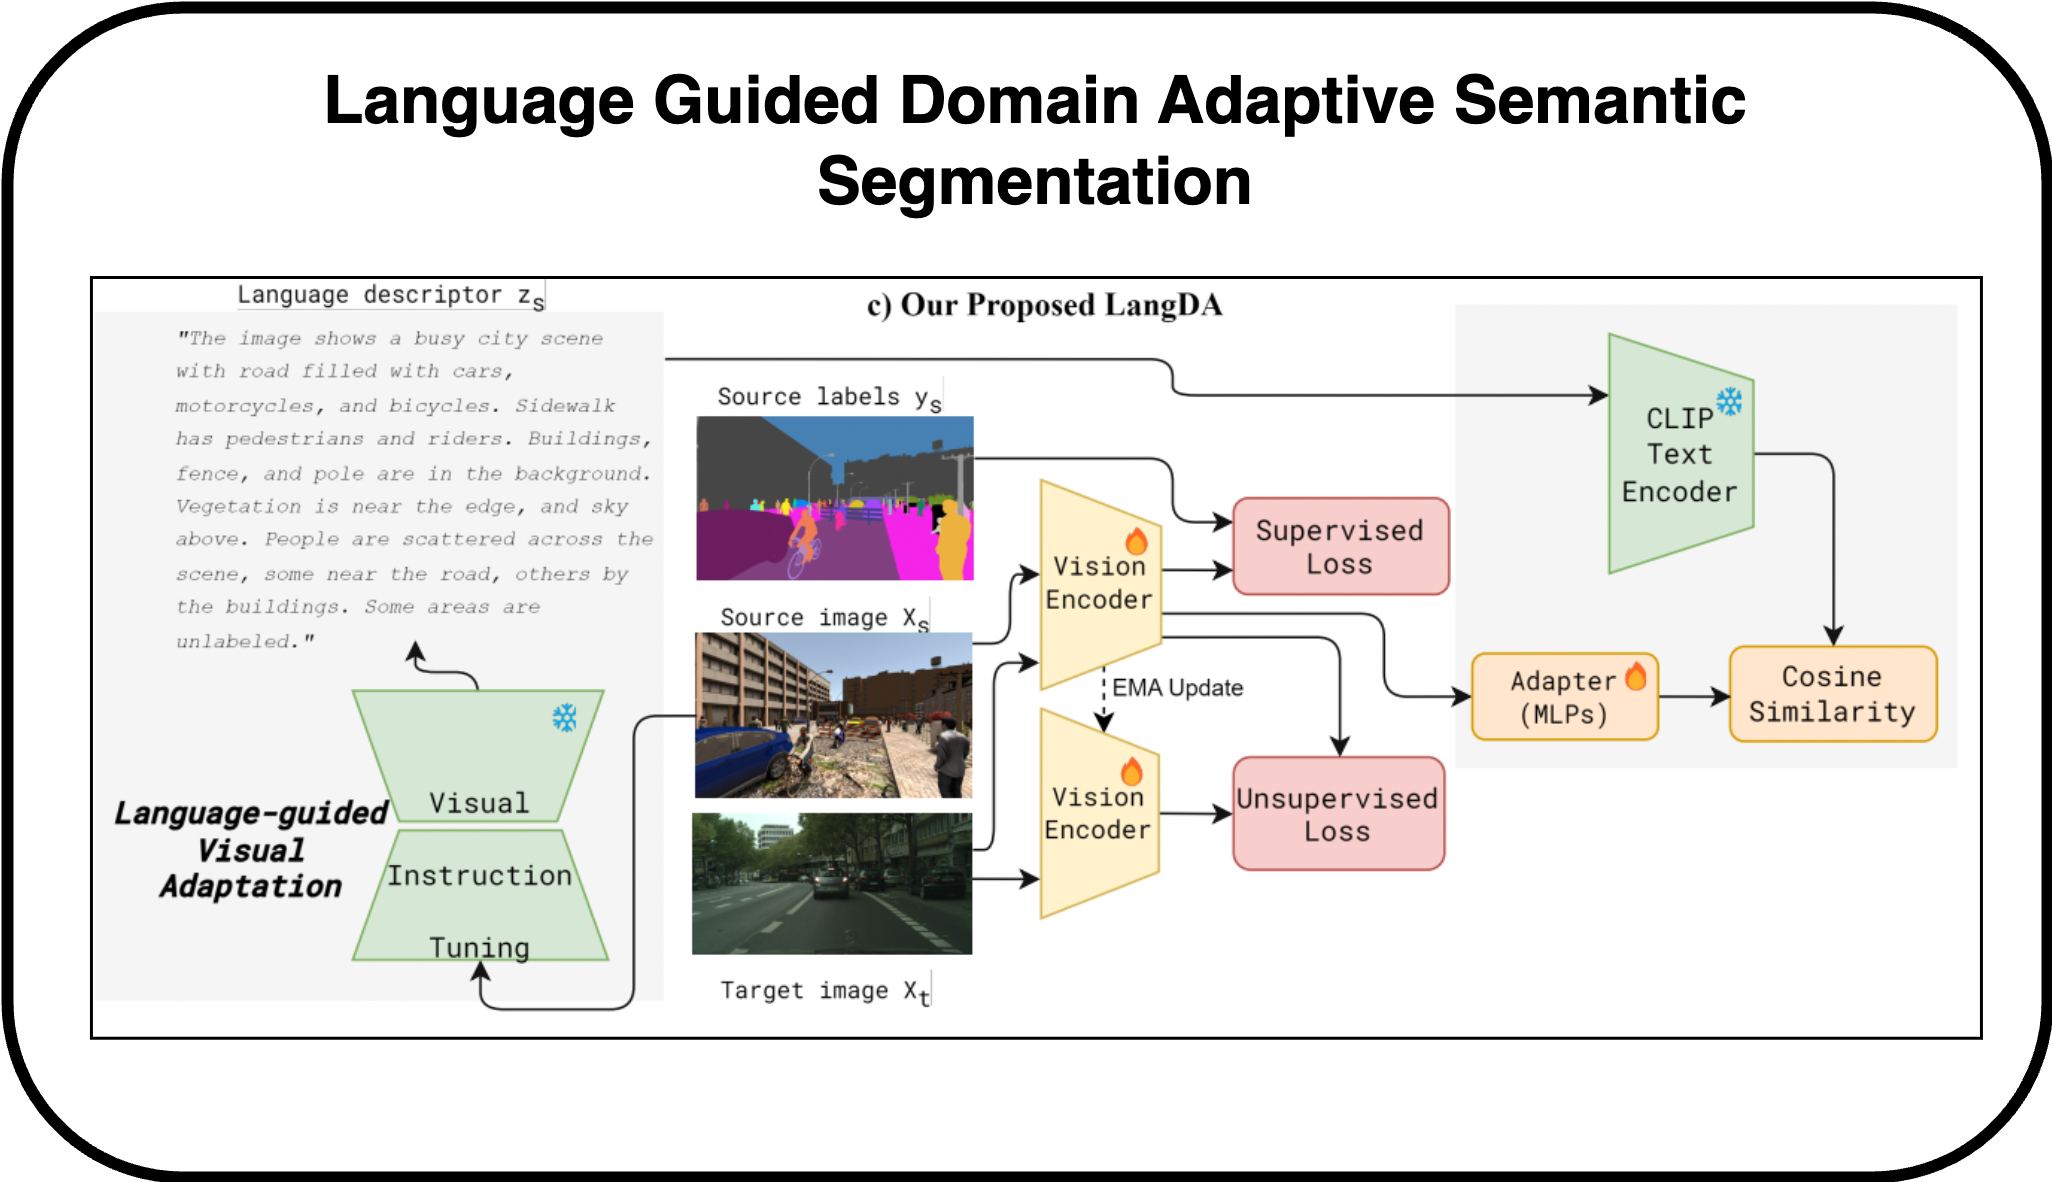 Language Guided Domain Adaptive Semantic
Segmentation
Language descriptor zs
c) Our Proposed LangDA
"The image shows a busy city scene
with road filled with cars,
motorcycles, and bicycles. Sidewalk
has pedestrians and riders. Buildings,
fence, and pole are in the background.
Vegetation is near the edge, and sky
above. People are scattered across the
scene, some near the road, others by
the buildings. Some areas are
unlabeled."
Language-guided
Visual
Adaptation
Visual
Instruction
Tuning
Source labels ys
Source image Xs
Target image Xt
Vision
Encoder
EMA Update
Vision
Encoder
Supervised
Loss
Unsupervised
Loss
CLIP
Text
Encoder
Adapter
(MLPs)
Cosine
Similarity